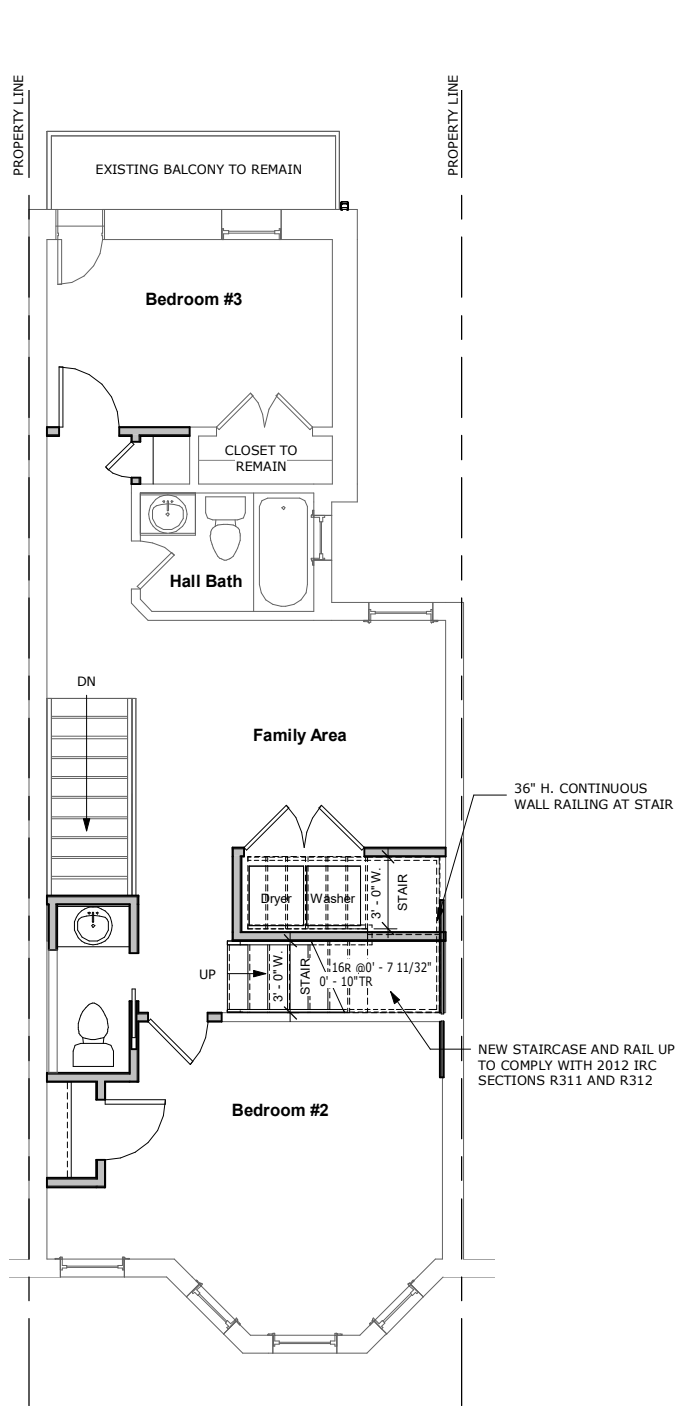 PROPERTY LINE
PROPERTY LINE
EXISTING BALCONY TO REMAIN
Bedroom #3
CLOSET TO
REMAIN
Hall Bath
DN
Family Area
36" H. CONTINUOUS
WALL RAILING AT STAIR
Dryer
Washer
3' - 0" W.
STAIR
UP
3' - 0" W.
STAIR
16R @0' - 7 11/32"
0' - 10"TR
NEW STAIRCASE AND RAIL UP
TO COMPLY WITH 2012 IRC
SECTIONS R311 AND R312
Bedroom #2